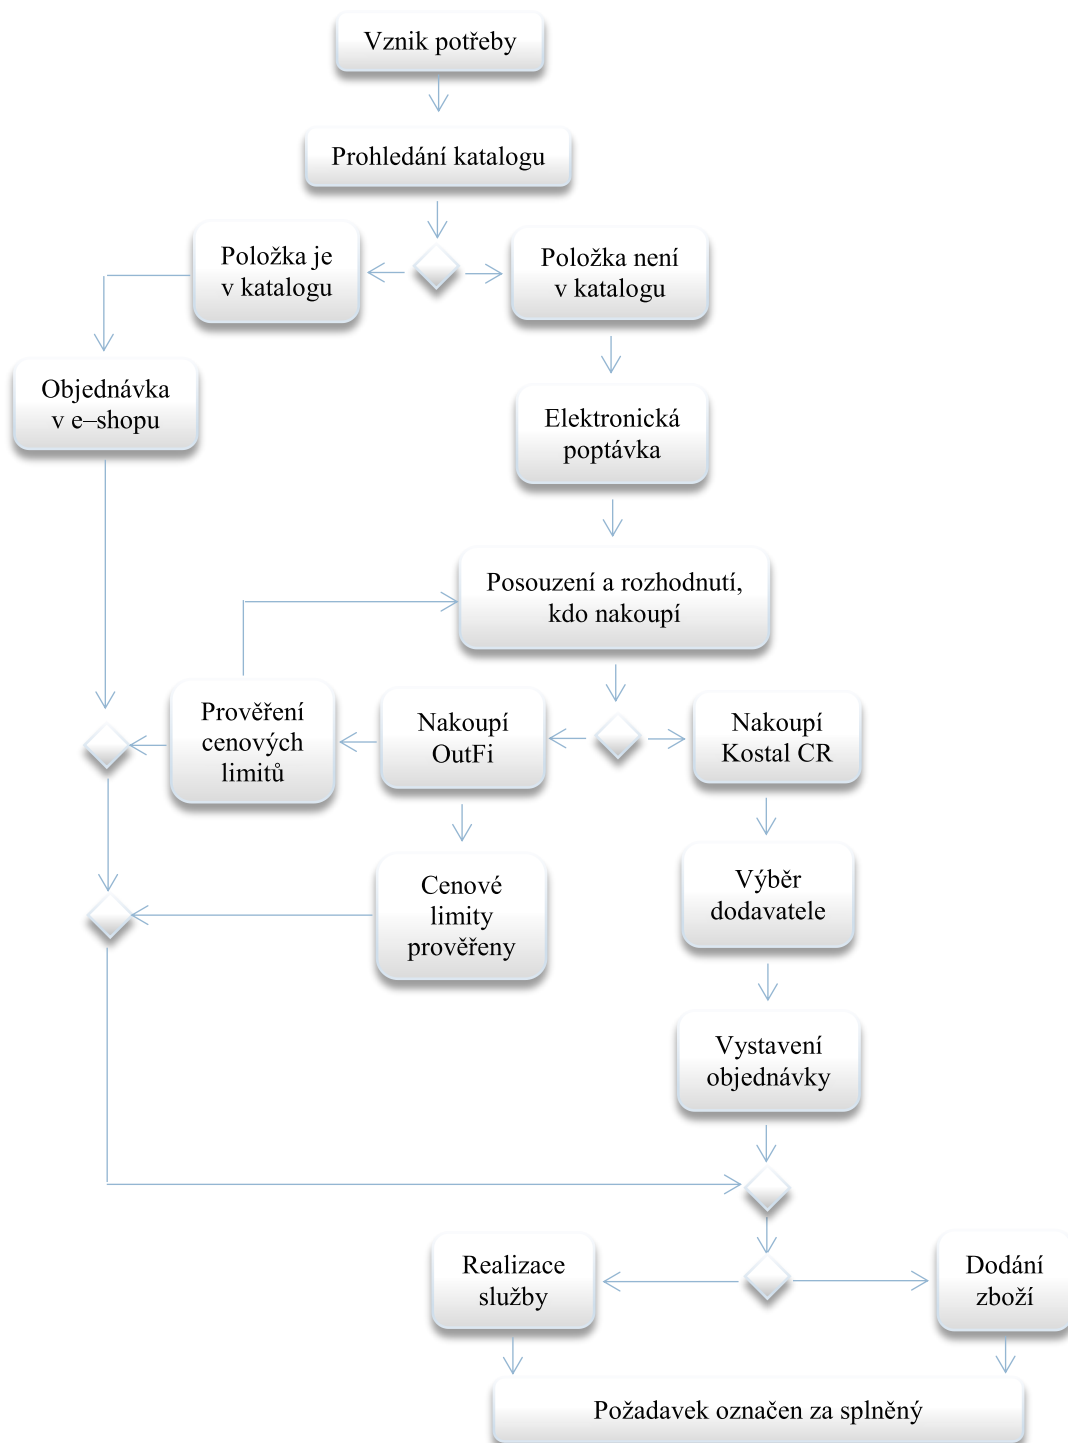 Vznik potřeby
Prohledání katalogu
Položka je
v katalogu
Položka není
v katalogu
Objednávka
v e–shopu
Elektronická
poptávka
Posouzení a rozhodnutí,
kdo nakoupí
Prověření
cenových
limitů
Nakoupí
OutFi
Nakoupí
Kostal CR
Cenové
limity
prověřeny
Výběr
dodavatele
Vystavení
objednávky
Realizace
služby
Dodání
zboží
Požadavek označen za splněný